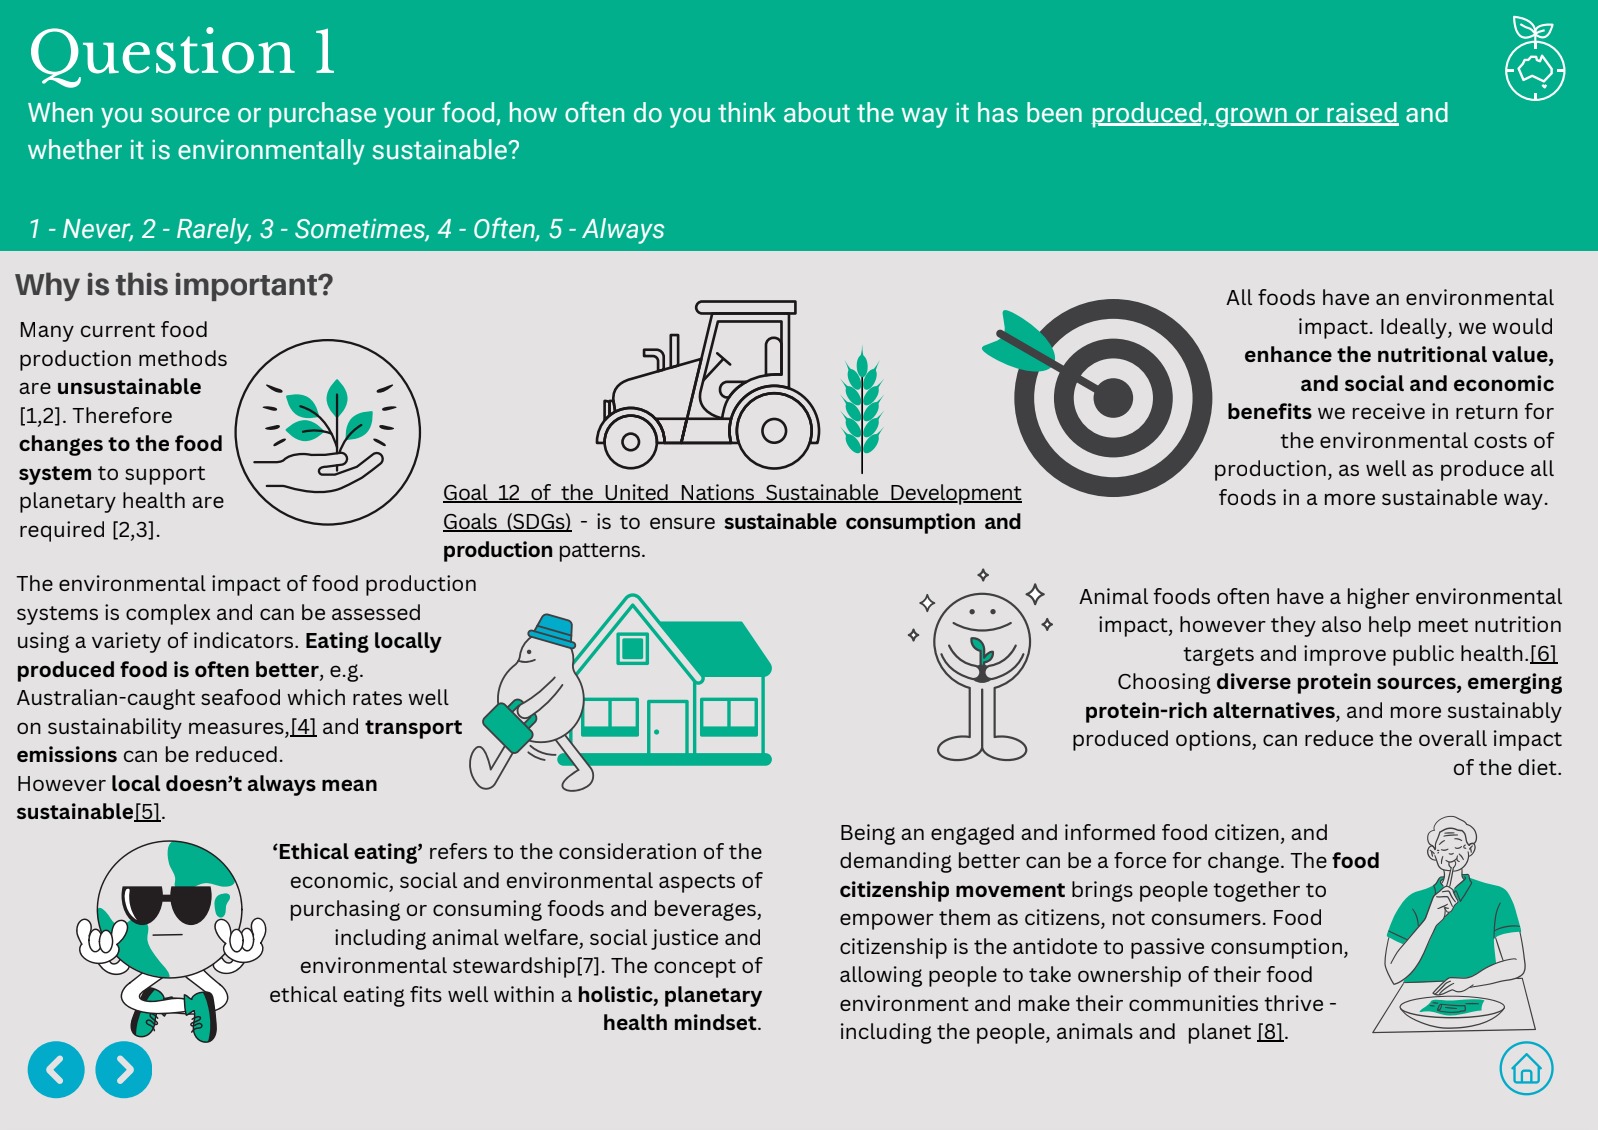 Question 1
When you source or purchase your food, how often do you think about the way it has been produced, grown or raised and
whether it is environmentally sustainable?
1 - Never, 2 - Rarely, 3 - Sometimes, 4 - Often, 5 - Always
Why is this important?
Many current food
production methods
are unsustainable
[1,2]. Therefore
changes to the food
system to support
planetary health are
required [2,3].
Goal 12 of the United Nations Sustainable Development
Goals (SDGs) - is to ensure sustainable consumption and
production patterns.
All foods have an environmental
impact. Ideally, we would
enhance the nutritional value,
and social and economic
benefits we receive in return for
the environmental costs of
production, as well as produce all
foods in a more sustainable way.
The environmental impact of food production
systems is complex and can be assessed
using a variety of indicators. Eating locally
produced food is often better, e.g.
Australian-caught seafood which rates well
on sustainability measures,[4] and transport
emissions can be reduced.
However local doesn't always mean
sustainable[5].
Animal foods often have a higher environmental
impact, however they also help meet nutrition
targets and improve public health.[6]
Choosing diverse protein sources, emerging
protein-rich alternatives, and more sustainably
produced options, can reduce the overall impact
of the diet.
‘Ethical eating’ refers to the consideration of the
economic, social and environmental aspects of
purchasing or consuming foods and beverages,
including animal welfare, social justice and
environmental stewardship[7]. The concept of
ethical eating fits well within a holistic, planetary
health mindset.
Being an engaged and informed food citizen, and
demanding better can be a force for change. The food
citizenship movement brings people together to
empower them as citizens, not consumers. Food
citizenship is the antidote to passive consumption,
allowing people to take ownership of their food
environment and make their communities thrive -
including the people, animals and planet [8].